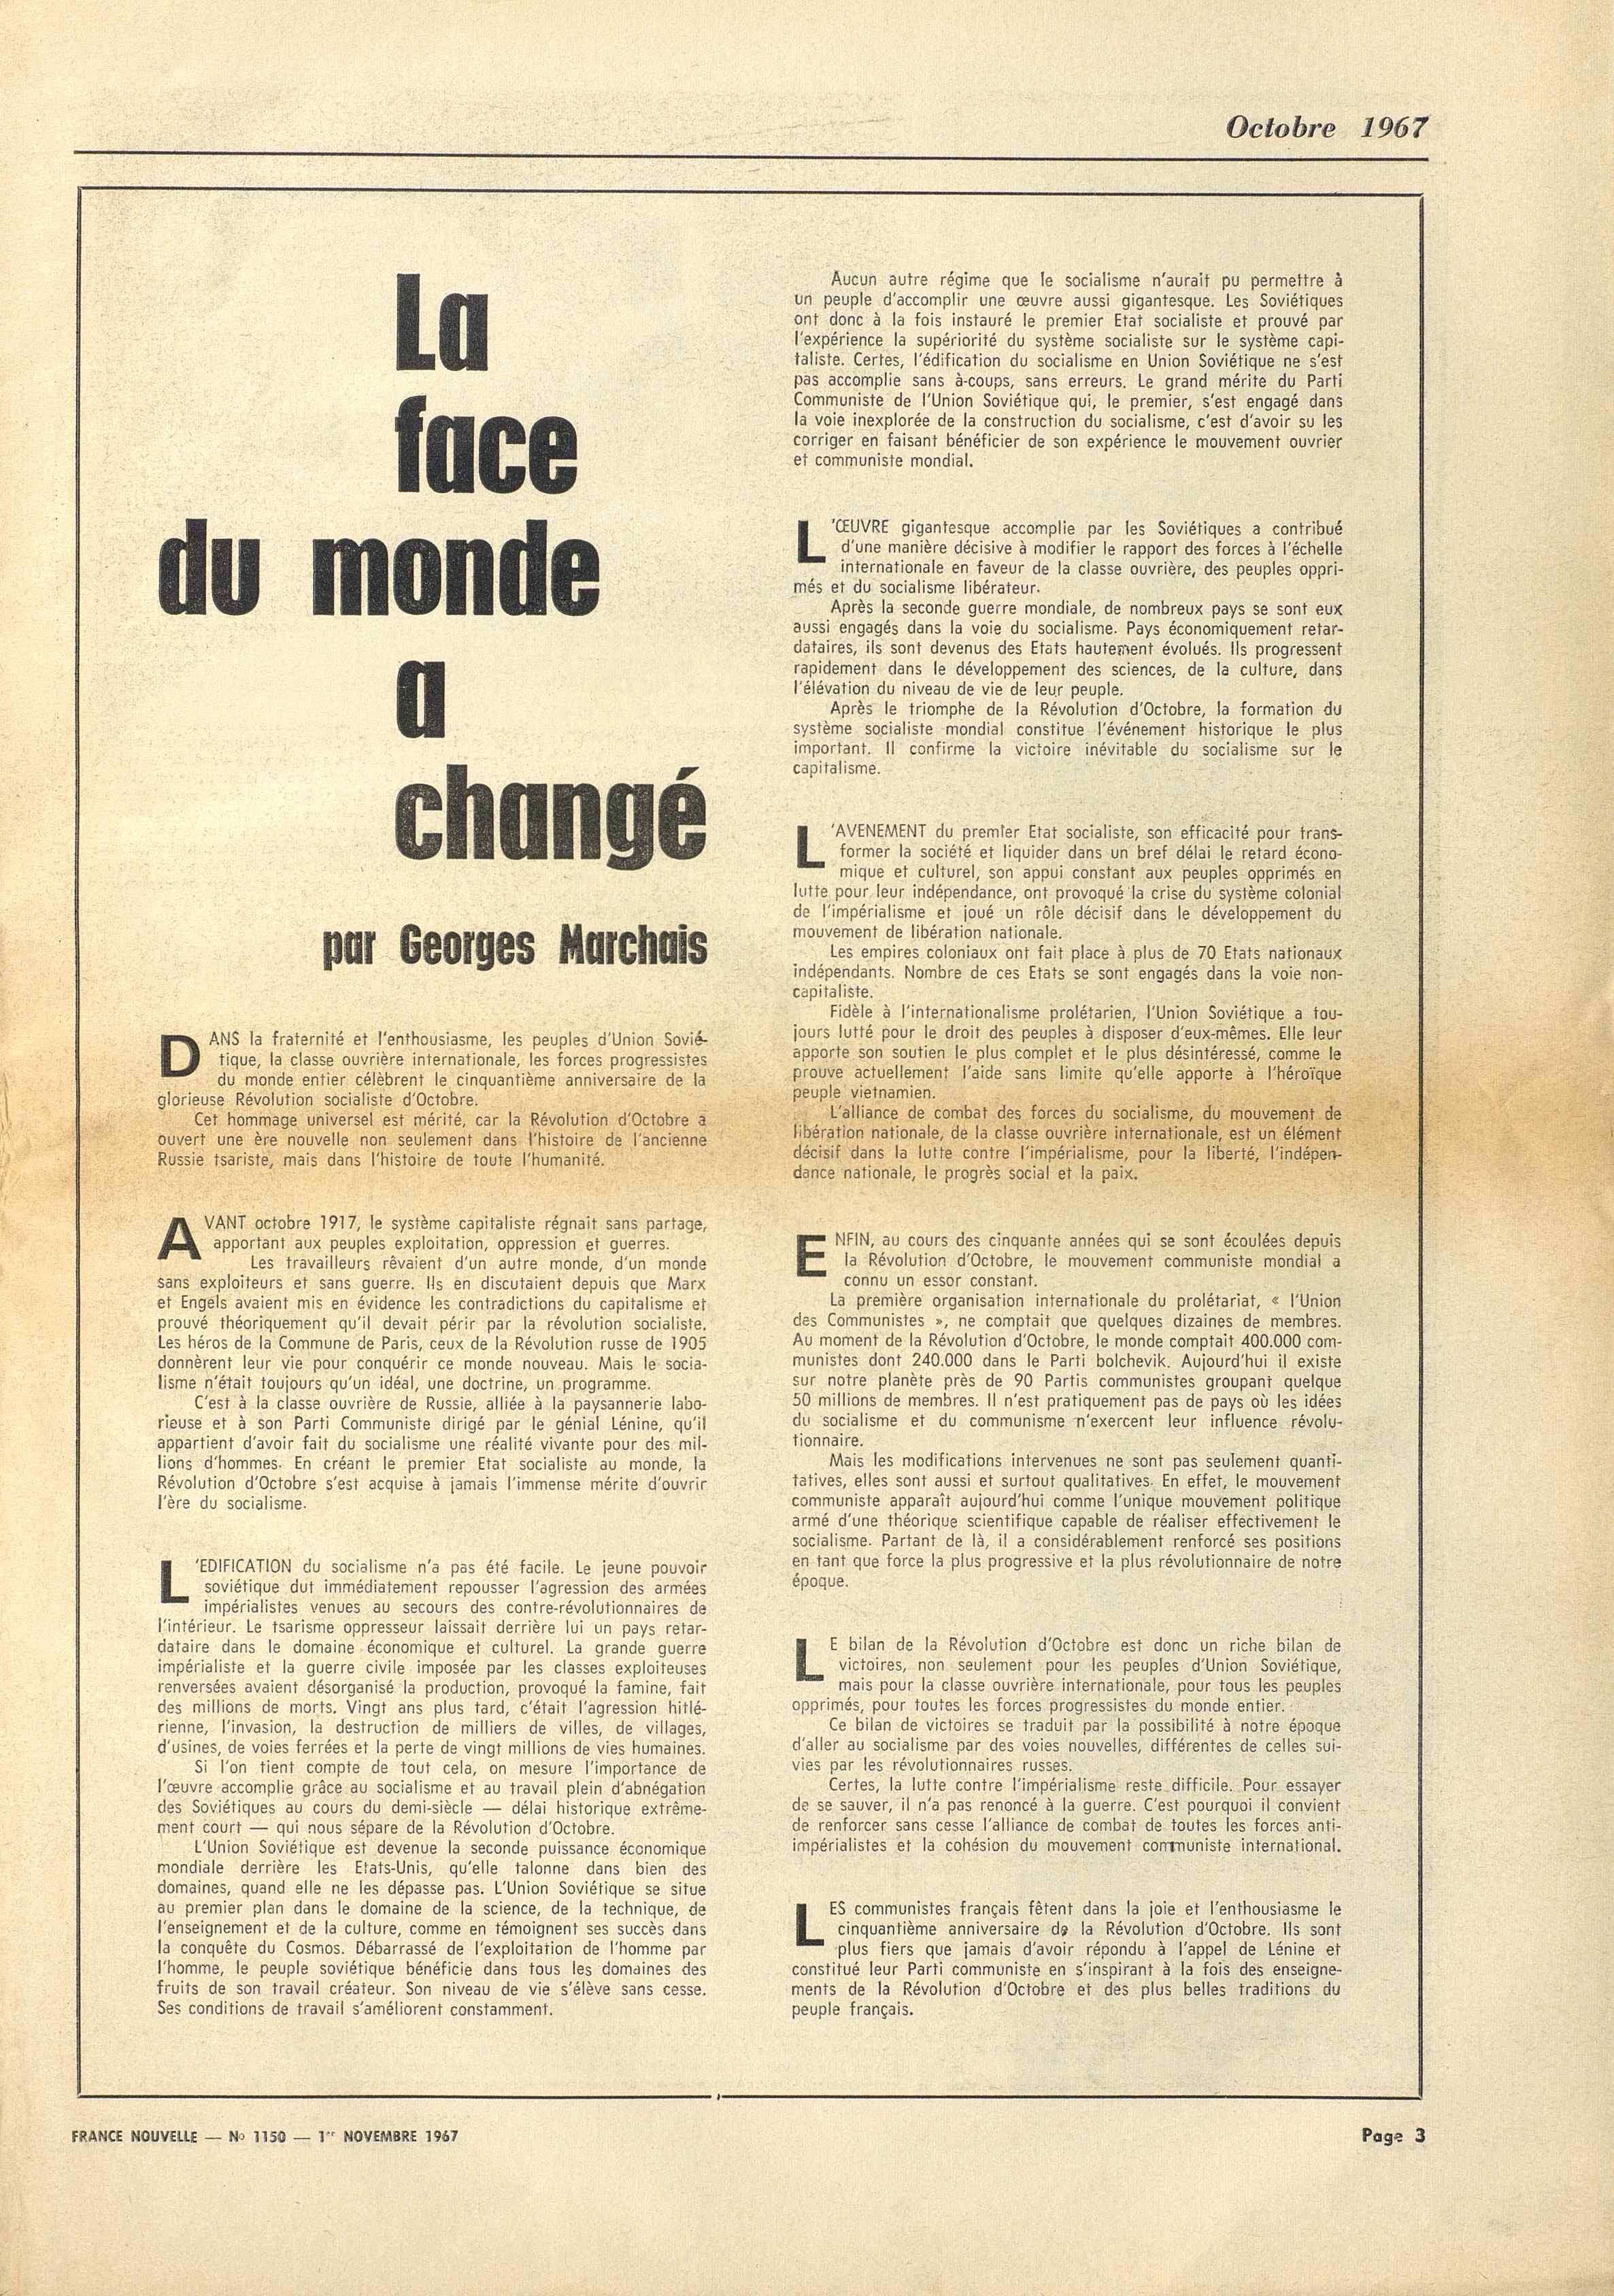 Octobre 1967
La
face
du monde
a
changé
par Georges Marchais
DANS la fraternité et l'enthousiasme, les peuples d'Union Sovié-
tique, la classe ouvrière internationale, les forces progressistes
du monde entier célèbrent le cinquantième anniversaire de la
glorieuse Révolution socialiste d'Octobre.
Cet hommage universel est mérité, car la Révolution d'Octobre a
ouvert une ère nouvelle non seulement dans l'histoire de l'ancienne
Russie tsariste, mais dans l'histoire de toute l'humanité.
AVANT octobre 1917, le système capitaliste régnait sans partage,
apportant aux peuples exploitation, oppression et guerres.
Les travailleurs rêvaient d'un autre monde, d'un monde
sans exploiteurs et sans guerre. Ils en discutaient depuis que Marx
et Engels avaient mis en évidence les contradictions du capitalisme et
prouvé théoriquement qu'il devait périr par la révolution socialiste.
Les héros de la Commune de Paris, ceux de la Révolution russe de 1905
donnèrent leur vie pour conquérir ce monde nouveau. Mais le socia-
lisme n'était toujours qu'un idéal, une doctrine, un programme.
C'est à la classe ouvrière de Russie, alliée à la paysannerie labo-
rieuse et à son Parti Communiste dirigé par le génial Lénine, qu'il
appartient d'avoir fait du socialisme une réalité vivante pour des mil-
lions d'hommes. En créant le premier Etat socialiste au monde, la
Révolution d'Octobre s'est acquise à jamais l'immense mérite d'ouvrir
l'ère du socialisme.
L'EDIFICATION du socialisme n'a pas été facile. Le jeune pouvoir
soviétique dut immédiatement repousser l'agression des armées
impérialistes venues au secours des contre-révolutionnaires de
l'intérieur. Le tsarisme oppresseur laissait derrière lui un pays retar-
dataire dans le domaine économique et culturel. La grande guerre
impérialiste et la guerre civile imposée par les classes exploiteuses
renversées avaient désorganisé la production, provoqué la famine, fait
des millions de morts. Vingt ans plus tard, c'était l'agression hitlé-
rienne, l'invasion, la destruction de milliers de villes, de villages,
d'usines, de voies ferrées et la perte de vingt millions de vies humaines.
Si l'on tient compte de tout cela, on mesure l'importance de
l'œuvre accomplie grâce au socialisme et au travail plein d'abnégation
des Soviétiques au cours du demi-siècle — délai historique extrême-
ment court — qui nous sépare de la Révolution d'Octobre.
L'Union Soviétique est devenue la seconde puissance économique
mondiale derrière les Etats-Unis, qu'elle talonne dans bien des
domaines, quand elle ne les dépasse pas. L'Union Soviétique se situe
au premier plan dans le domaine de la science, de la technique, de
l'enseignement et de la culture, comme en témoignent ses succès dans
la conquête du Cosmos. Débarrassé de l'exploitation de l'homme par
l'homme, le peuple soviétique bénéficie dans tous les domaines des
fruits de son travail créateur. Son niveau de vie s'élève sans cesse.
Ses conditions de travail s'améliorent constamment.
Aucun autre régime que le socialisme n'aurait pu permettre à
un peuple d'accomplir une œuvre aussi gigantesque. Les Soviétiques
ont donc à la fois instauré le premier Etat socialiste et prouvé par
l'expérience la supériorité du système socialiste sur le système capi-
taliste. Certes, l'édification du socialisme en Union Soviétique ne s'est
pas accomplie sans à-coups, sans erreurs. Le grand mérite du Parti
Communiste de l'Union Soviétique qui, le premier, s'est engagé dans
la voie inexplorée de la construction du socialisme, c'est d'avoir su les
corriger en faisant bénéficier de son expérience le mouvement ouvrier
et communiste mondial.
L'ŒUVRE gigantesque accomplie par les Soviétiques a contribué
d'une manière décisive à modifier le rapport des forces à l'échelle
internationale en faveur de la classe ouvrière, des peuples oppri-
més et du socialisme libérateur.
Après la seconde guerre mondiale, de nombreux pays se sont eux
aussi engagés dans la voie du socialisme. Pays économiquement retar-
dataires, ils sont devenus des Etats hautement évolués. Ils progressent
rapidement dans le développement des sciences, de la culture, dans
l'élévation du niveau de vie de leur peuple.
Après le triomphe de la Révolution d'Octobre, la formation du
système socialiste mondial constitue l'événement historique le plus
important. Il confirme la victoire inévitable du socialisme sur le
capitalisme.
L'AVENEMENT du premier Etat socialiste, son efficacité pour trans-
former la société et liquider dans un bref délai le retard écono-
mique et culturel, son appui constant aux peuples opprimés en
lutte pour leur indépendance, ont provoqué la crise du système colonial
de l'impérialisme et joué un rôle décisif dans le développement du
mouvement de libération nationale.
Les empires coloniaux ont fait place à plus de 70 Etats nationaux
indépendants. Nombre de ces Etats se sont engagés dans la voie non-
capitaliste.
Fidèle à l'internationalisme prolétarien, l'Union Soviétique a tou-
jours lutté pour le droit des peuples à disposer d'eux-mêmes. Elle leur
apporte son soutien le plus complet et le plus désintéressé, comme le
prouve actuellement l'aide sans limite qu'elle apporte à l'héroïque
peuple vietnamien.
L'alliance de combat des forces du socialisme, du mouvement de
libération nationale, de la classe ouvrière internationale, est un élément
décisif dans la lutte contre l'impérialisme, pour la liberté, l'indépen-
dance nationale, le progrès social et la paix.
ENFIN, au cours des cinquante années qui se sont écoulées depuis
la Révolution d'Octobre, le mouvement communiste mondial a
connu un essor constant.
La première organisation internationale du prolétariat, « l'Union
des Communistes », ne comptait que quelques dizaines de membres.
Au moment de la Révolution d'Octobre, le monde comptait 400.000 com-
munistes dont 240.000 dans le Parti bolchevik. Aujourd'hui il existe
sur notre planète près de 90 Partis communistes groupant quelque
50 millions de membres. Il n'est pratiquement pas de pays où les idées
du socialisme et du communisme n'exercent leur influence révolu-
tionnaire.
Mais les modifications intervenues ne sont pas seulement quanti-
tatives, elles sont aussi et surtout qualitatives. En effet, le mouvement
communiste apparaît aujourd'hui comme l'unique mouvement politique
armé d'une théorique scientifique capable de réaliser effectivement le
socialisme. Partant de là, il a considérablement renforcé ses positions
en tant que force la plus progressive et la plus révolutionnaire de notre
époque.
LE bilan de la Révolution d'Octobre est donc un riche bilan de
victoires, non seulement pour les peuples d'Union Soviétique,
mais pour la classe ouvrière internationale, pour tous les peuples
opprimés, pour toutes les forces progressistes du monde entier.
Ce bilan de victoires se traduit par la possibilité à notre époque
d'aller au socialisme par des voies nouvelles, différentes de celles sui-
vies par les révolutionnaires russes.
Certes, la lutte contre l'impérialisme reste difficile. Pour essayer
de se sauver, il n'a pas renoncé à la guerre. C'est pourquoi il convient
de renforcer sans cesse l'alliance de combat de toutes les forces anti-
impérialistes et la cohésion du mouvement communiste international.
LES communistes français fêtent dans la joie et l'enthousiasme le
cinquantième anniversaire de la Révolution d'Octobre. Ils sont
plus fiers que jamais d'avoir répondu à l'appel de Lénine et
constitué leur Parti communiste en s'inspirant à la fois des enseigne-
ments de la Révolution d'Octobre et des plus belles traditions du
peuple français.
FRANCE NOUVELLE — No 1150 — 1er NOVEMBRE 1967
Page 3